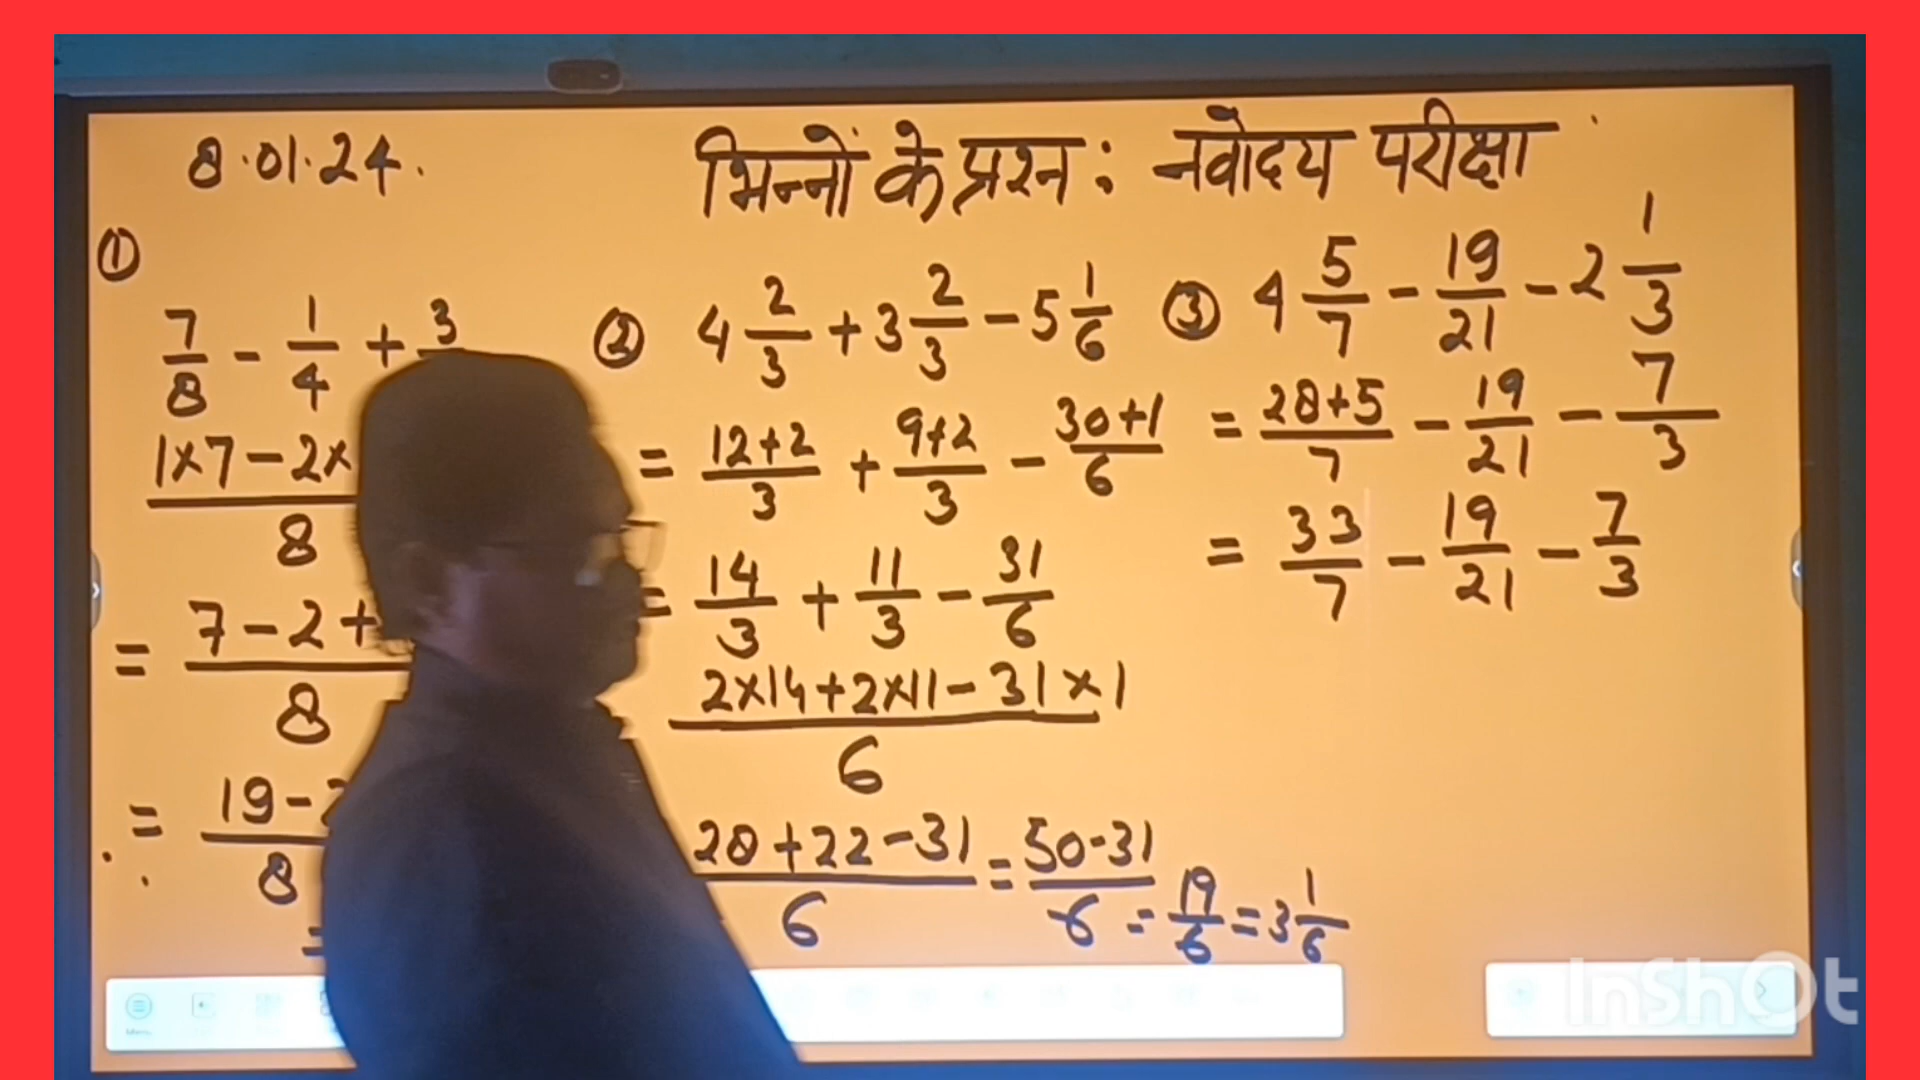 8.01.24.
भिन्नों के प्रश्न : नवोदय परीक्षा
①
7/8 - 1/4 + 3
1×7-2×
8
= 7-2+
8
= 19-
8
=
② 4 2/3 + 3 2/3 - 5 1/6
= 12+2/3 + 9+2/3 - 30+1/6
= 14/3 + 11/3 - 31/6
2×14+2×11-31×1
6
28+22-31/6 = 50-31/6 = 19/6 = 3 1/6
③ 4 5/7 - 19/21 - 2 1/3
= 28+5/7 - 19/21 - 7/3
= 33/7 - 19/21 - 7/3
InShOt